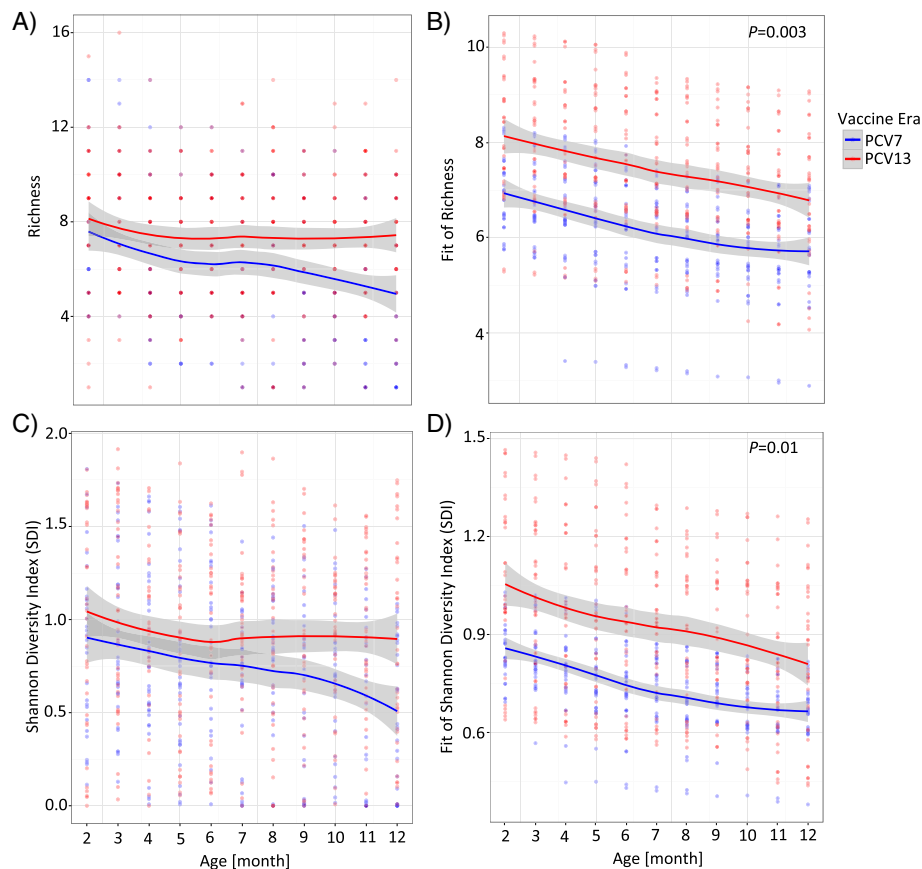 A)
Richness
16
12
8
4
B)
P=0.003
Fit of Richness
10
8
6
4
Vaccine Era
PCV7
PCV13
C)
Shannon Diversity Index (SDI)
2.0
1.5
1.0
0.5
0.0
2 3 4 5 6 7 8 9 10 11 12
Age [month]
D)
P=0.01
Fit of Shannon Diversity Index (SDI)
1.5
1.2
0.9
0.6
2 3 4 5 6 7 8 9 10 11 12
Age [month]